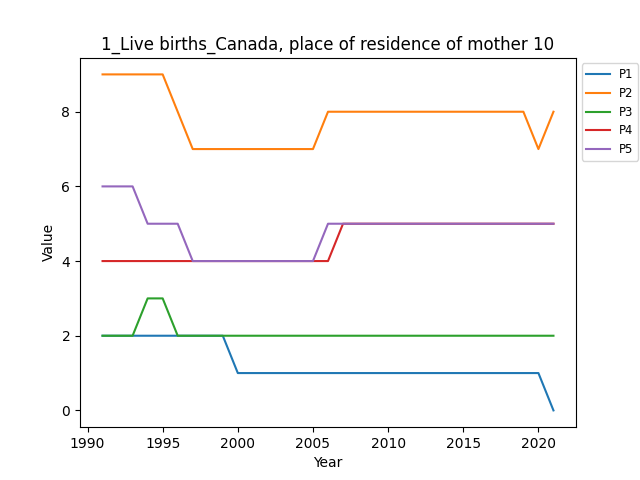 1_Live births_Canada, place of residence of mother 10
P1
P2
P3
P4
P5
8
6
4
2
0
Value
1990 1995 2000 2005 2010 2015 2020
Year